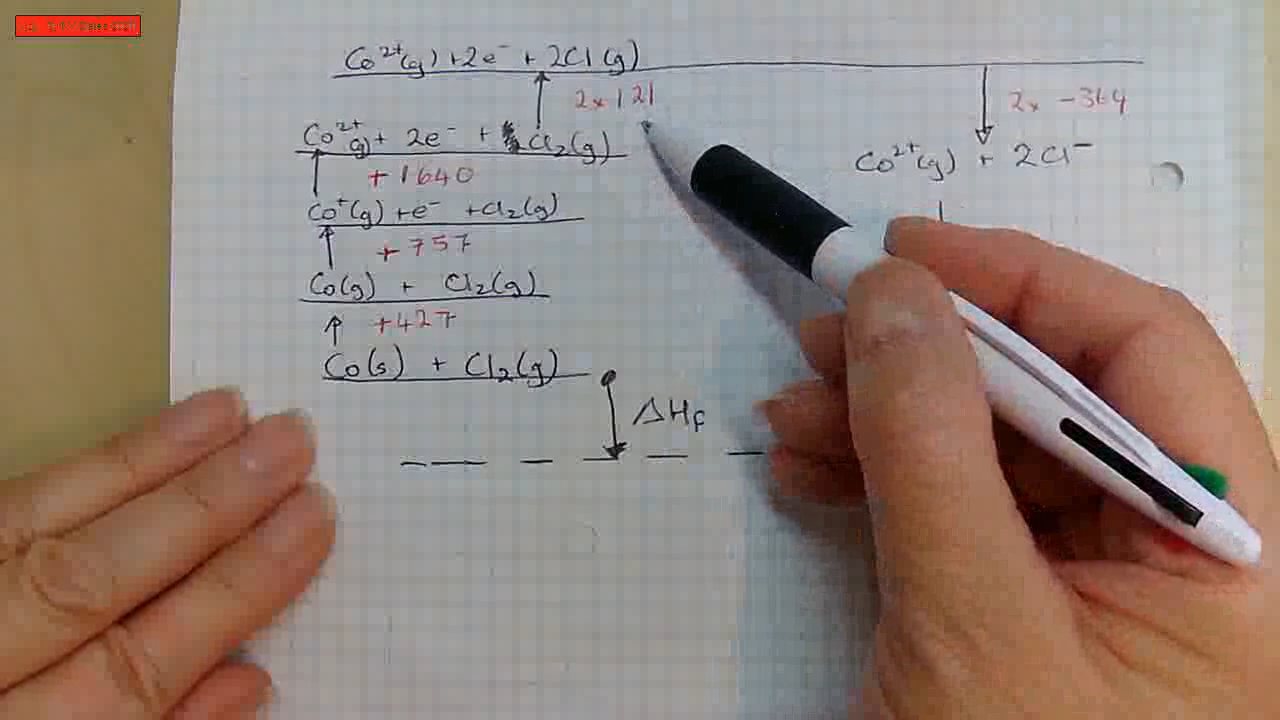 Co²⁺(g) + 2e⁻ + 2Cl (g)
2 x 121
2x -364
Co²⁺(g) + 2e⁻ + Cl₂(g)
Co²⁺(g) + 2Cl⁻
+1640
Co⁺(g) + e⁻ + Cl₂(g)
+757
Co(g) + Cl₂(g)
+427
Co(s) + Cl₂(g)
ΔHf